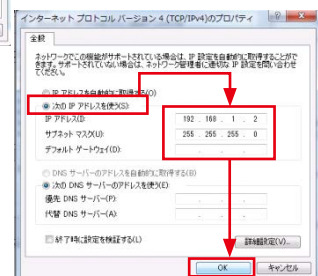 インターネット プロトコル バージョン 4 (TCP/IPv4)のプロパティ
全般
ネットワークでこの機能がサポートされている場合は、IP 設定を自動的に取得することがで
きます。サポートされていない場合は、ネットワーク管理者に適切な IP 設定を問い合わせ
てください。
IP アドレスを自動的に取得する(O)
次の IP アドレスを使う(S):
IP アドレス(I): 192 . 168 . 1 . 2
サブネット マスク(U): 255 . 255 . 255 . 0
デフォルト ゲートウェイ(D):
DNS サーバーのアドレスを自動的に取得する(B)
次の DNS サーバーのアドレスを使う(E):
優先 DNS サーバー(P):
代替 DNS サーバー(A):
終了時に設定を検証する(L)
詳細設定(V)...
OK キャンセル